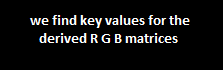 we find key values for the
derived R G B matrices